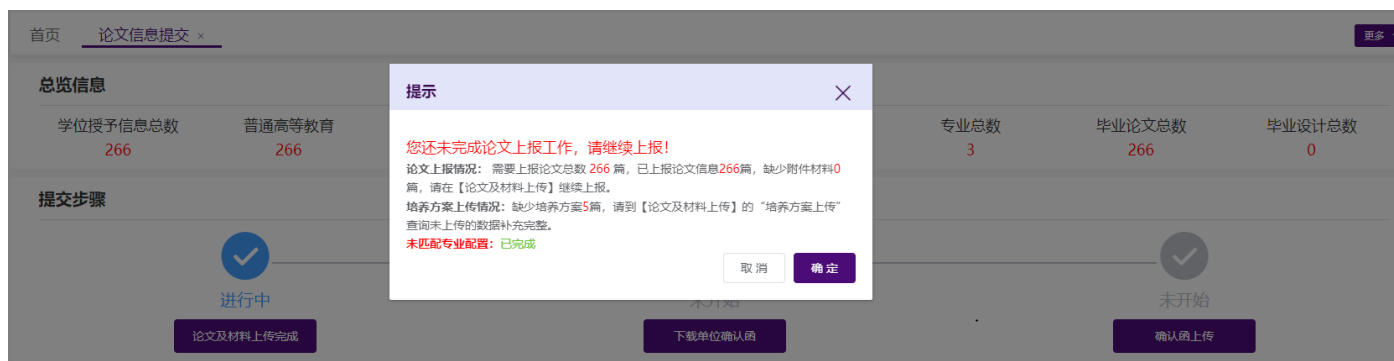 首页 论文信息提交 × 更多
总览信息
学位授予信息总数 普通高等教育 专业总数 毕业论文总数 毕业设计总数
266 266 3 266 0
提示
您还未完成论文上报工作，请继续上报！
论文上报情况： 需要上报论文总数 266 篇，已上报论文信息266篇，缺少附件材料0
篇，请在【论文及材料上传】继续上报。
培养方案上传情况：缺少培养方案5篇，请到【论文及材料上传】的“培养方案上传”
查询未上传的数据补充完整。
未匹配专业配置：已完成
取消 确定
提交步骤
进行中 未开始 未开始
论文及材料上传完成 下载单位确认函 确认函上传